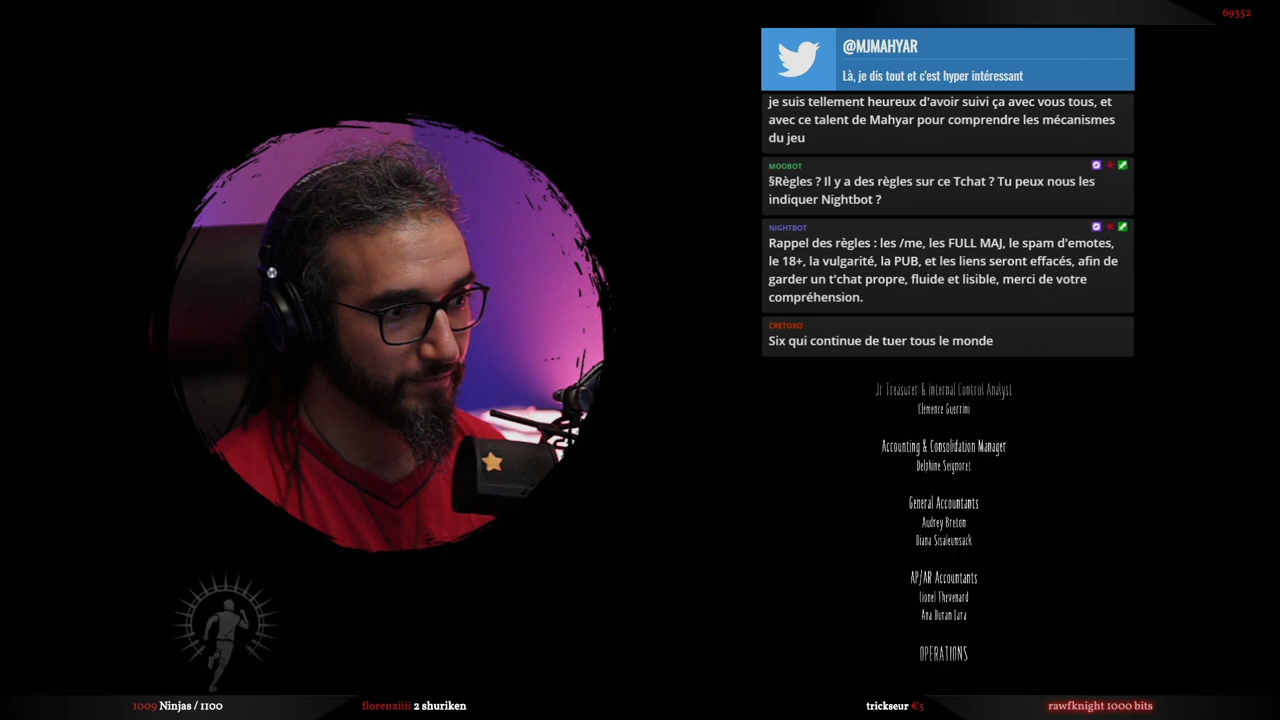 69352
@MJMAHYAR
Là, je dis tout et c'est hyper intéressant
je suis tellement heureux d'avoir suivi ça avec vous tous, et
avec ce talent de Mahyar pour comprendre les mécanismes
du jeu
MOOBOT
§Règles ? Il y a des règles sur ce Tchat ? Tu peux nous les
indiquer Nightbot ?
NIGHTBOT
Rappel des règles : les /me, les FULL MAJ, le spam d'emotes,
le 18+, la vulgarité, la PUB, et les liens seront effacés, afin de
garder un t'chat propre, fluide et lisible, merci de votre
compréhension.
CRETOXO
Six qui continue de tuer tous le monde
Jr Treasurer & Internal Control Analyst
Clémence Guerrini
Accounting & Consolidation Manager
Delphine Seignoret
General Accountants
Audrey Breton
Diana Sisaleumsack
AP/AR Accountants
Lionel Thevenard
Ana Duran Lara
OPERATIONS
1009 Ninjas / 1100
florenziiii 2 shuriken
trickseur €5
rawfknight 1000 bits